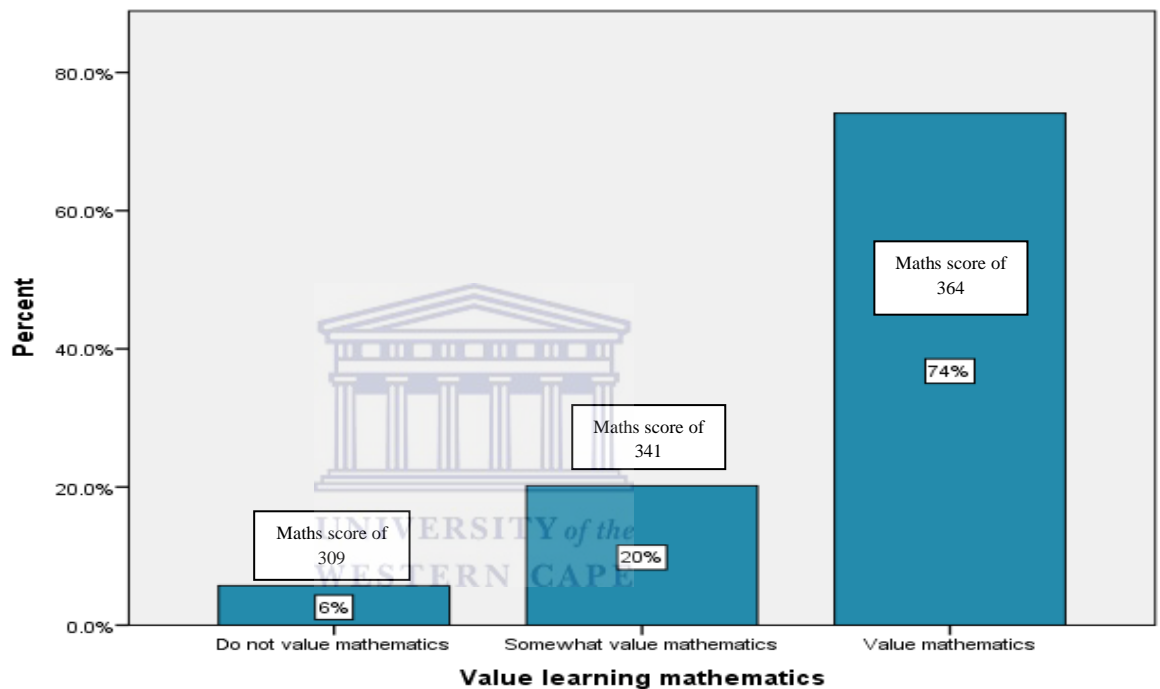 80.0%
60.0%
40.0%
20.0%
0.0%
Percent
Maths score of
309
6%
Maths score of
341
20%
Maths score of
364
74%
UNIVERSITY of the
WESTERN CAPE
Do not value mathematics
Somewhat value mathematics
Value mathematics
Value learning mathematics